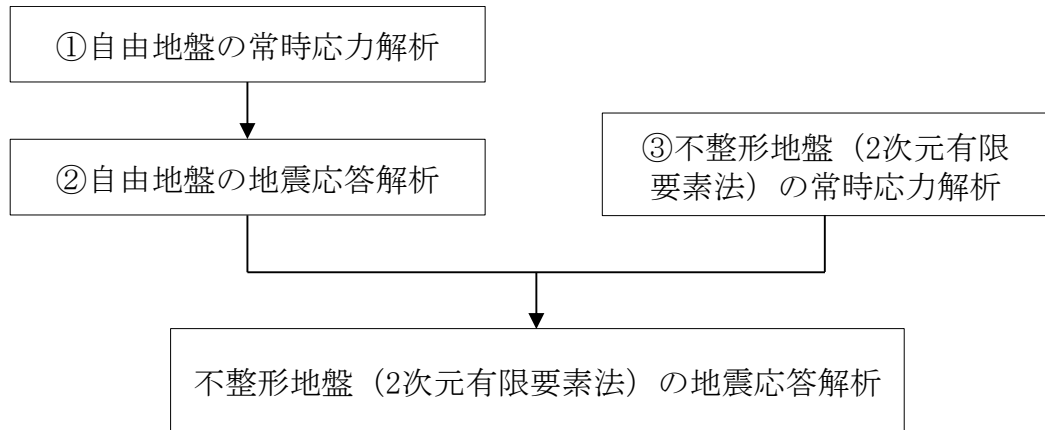 ①自由地盤の常時応力解析
②自由地盤の地震応答解析
③不整形地盤（2次元有限
要素法）の常時応力解析
不整形地盤（2次元有限要素法）の地震応答解析